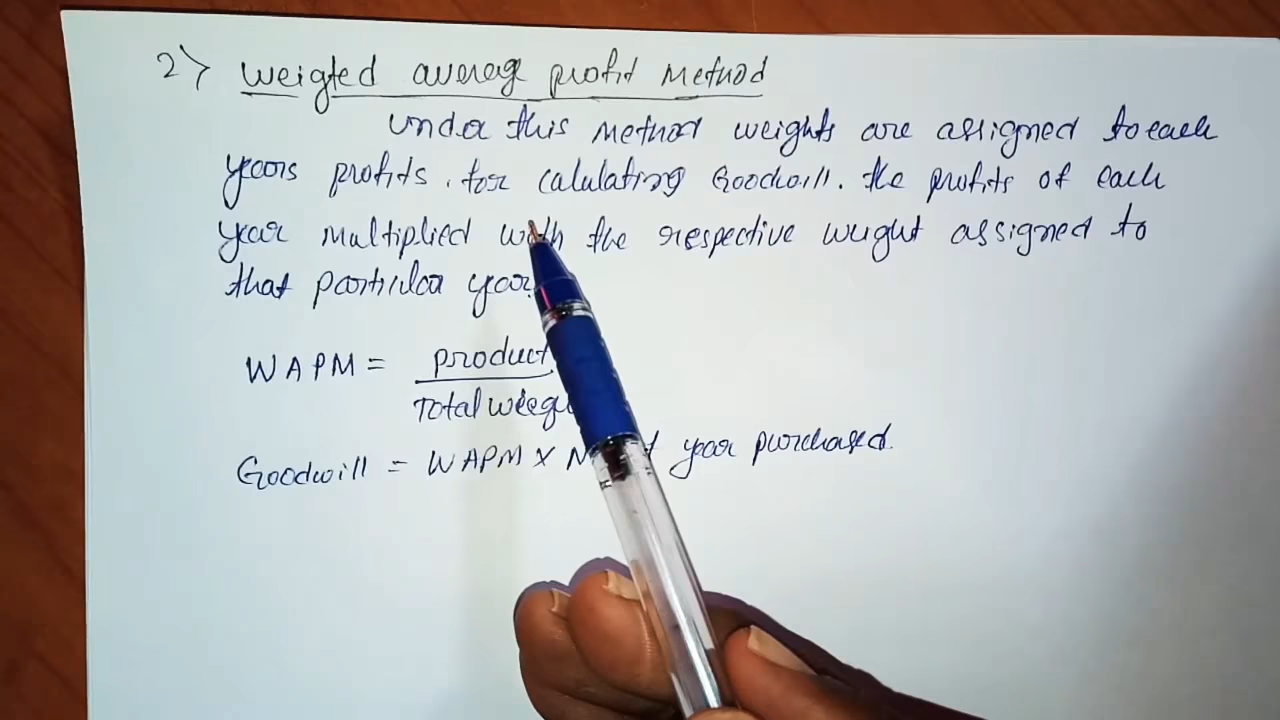 2) weigted average profit method
under this method weights are assigned to each
years profits. for calulating Goodwill. the profits of each
year multiplied with the respective weight assigned to
that particular year.
WAPM = product
Total
Goodwill = WAPM x year purchased.